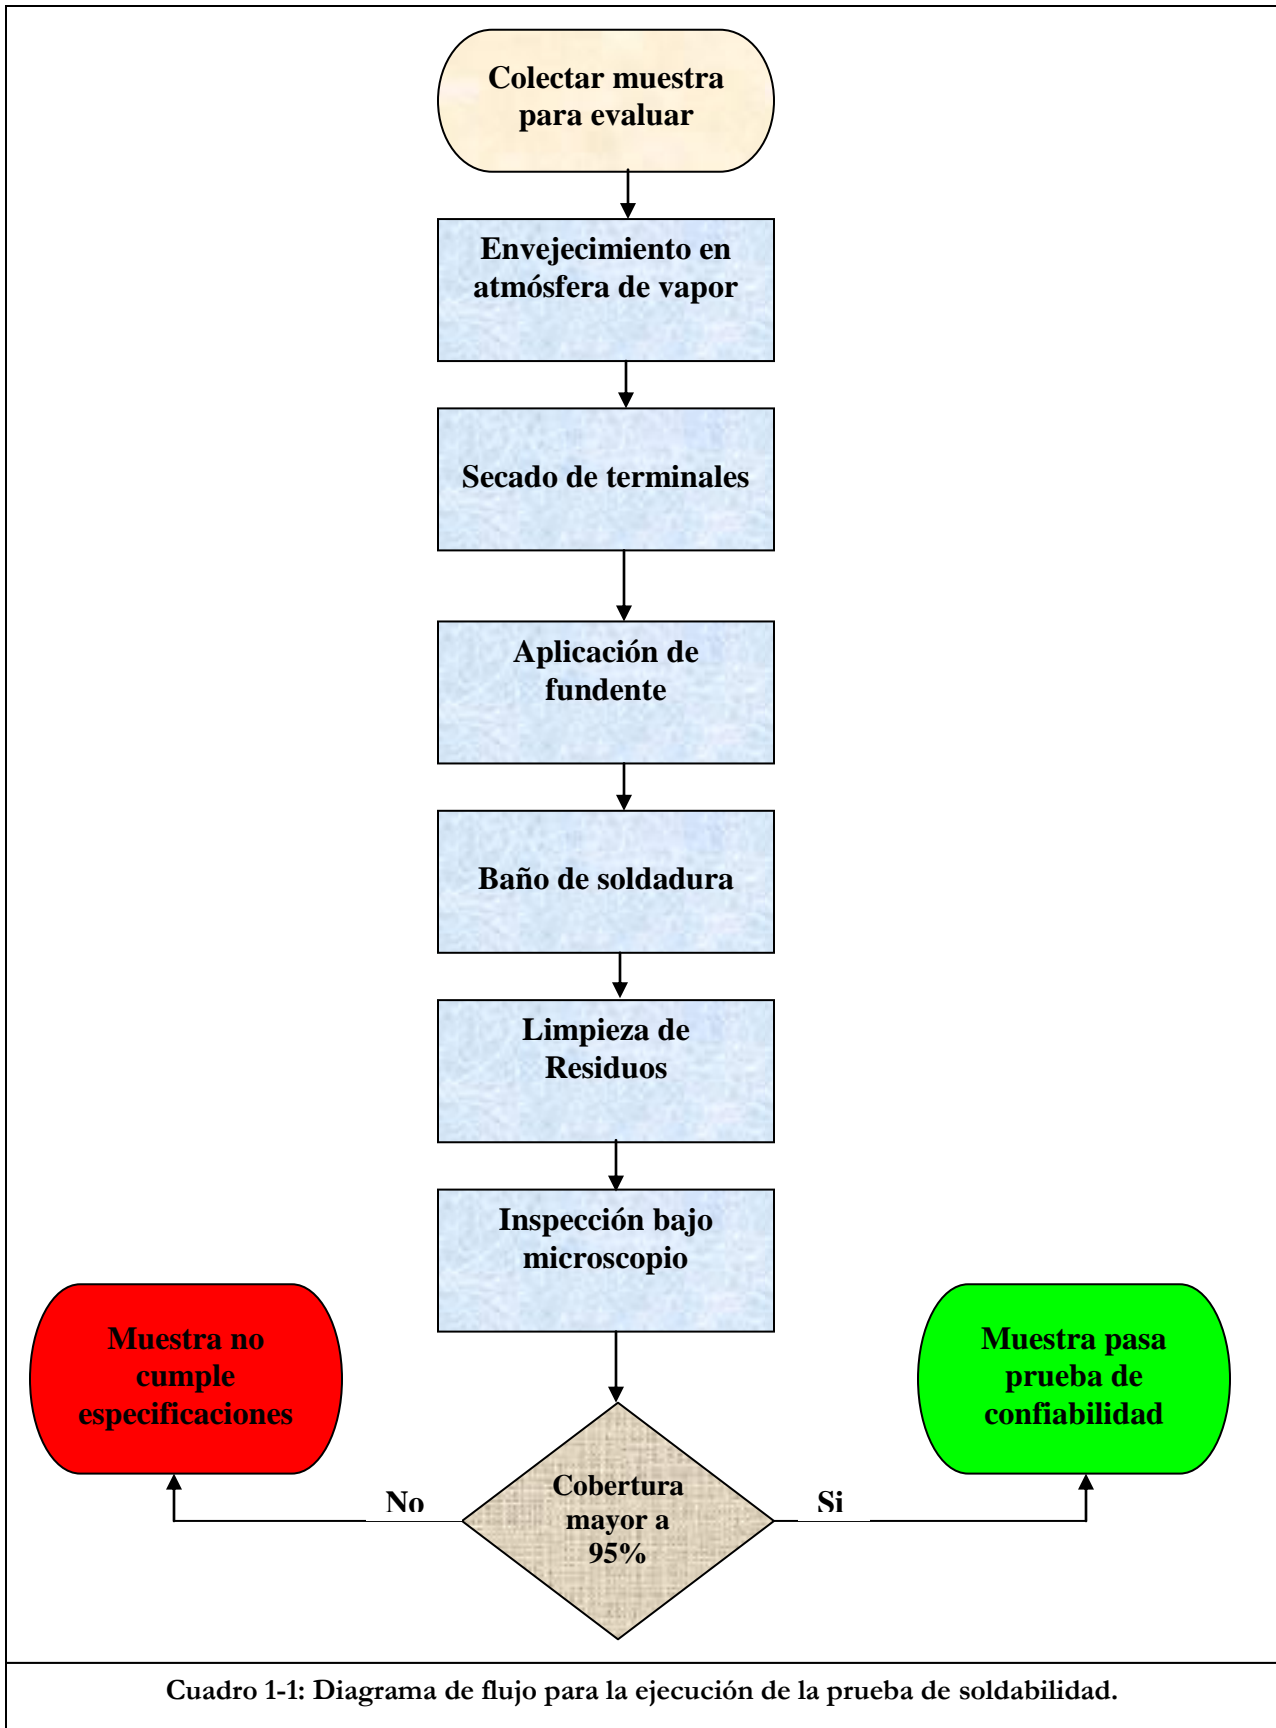 Colectar muestra
para evaluar
Envejecimiento en
atmósfera de vapor
Secado de terminales
Aplicación de
fundente
Baño de soldadura
Limpieza de
Residuos
Inspección bajo
microscopio
Muestra no
cumple
especificaciones
Muestra pasa
prueba de
confiabilidad
No
Cobertura
mayor a
95%
Si
Cuadro 1-1: Diagrama de flujo para la ejecución de la prueba de soldabilidad.